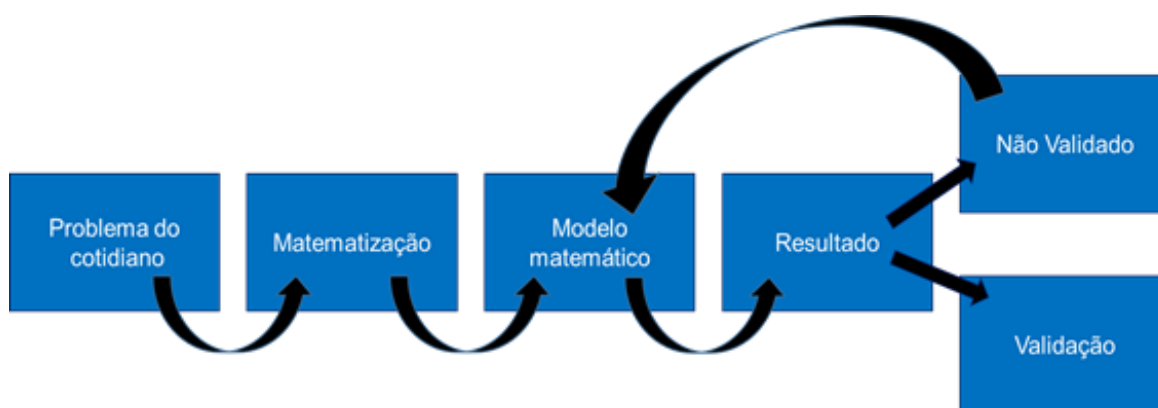 Problema do
cotidiano
Matematização
Modelo
matemático
Resultado
Não Validado
Validação